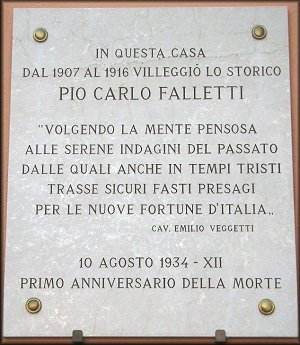 IN QUESTA CASA
DAL 1907 AL 1916 VILLEGGIÒ LO STORICO
PIO CARLO FALLETTI
"VOLGENDO LA MENTE PENSOSA
ALLE SERENE INDAGINI DEL PASSATO
DALLE QUALI ANCHE IN TEMPI TRISTI
TRASSE SICURI FASTI PRESAGI
PER LE NUOVE FORTUNE D'ITALIA„
CAV. EMILIO VEGGETTI
10 AGOSTO 1934 - XII
PRIMO ANNIVERSARIO DELLA MORTE